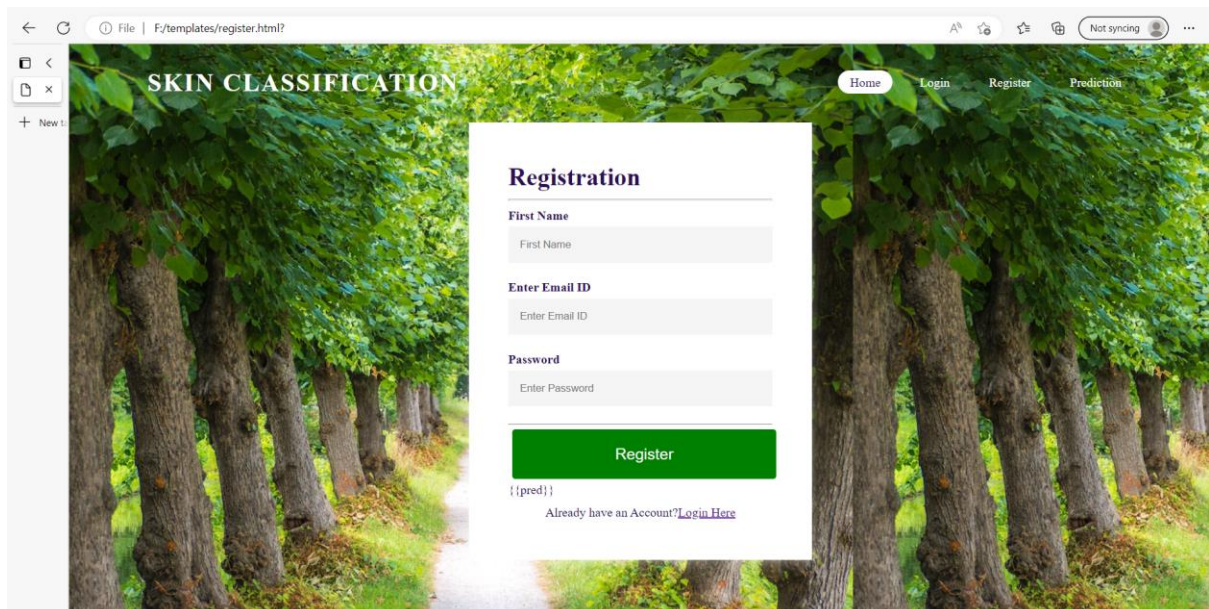 File | F:/templates/register.html?
Not syncing
New ta
SKIN CLASSIFICATION
Home Login Register Prediction
Registration
First Name
First Name
Enter Email ID
Enter Email ID
Password
Enter Password
Register
{{pred}}
Already have an Account?Login Here